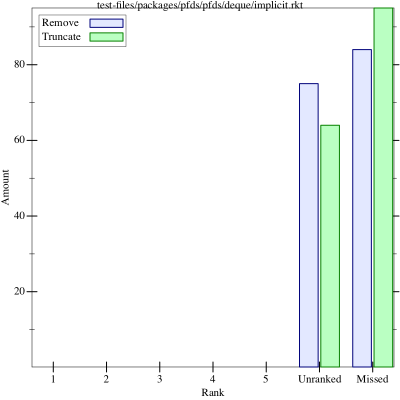 test-files/packages/pfds/pfds/deque/implicit.rkt
Remove
Truncate
80
60
40
20
Amount
1 2 3 4 5 Unranked Missed
Rank